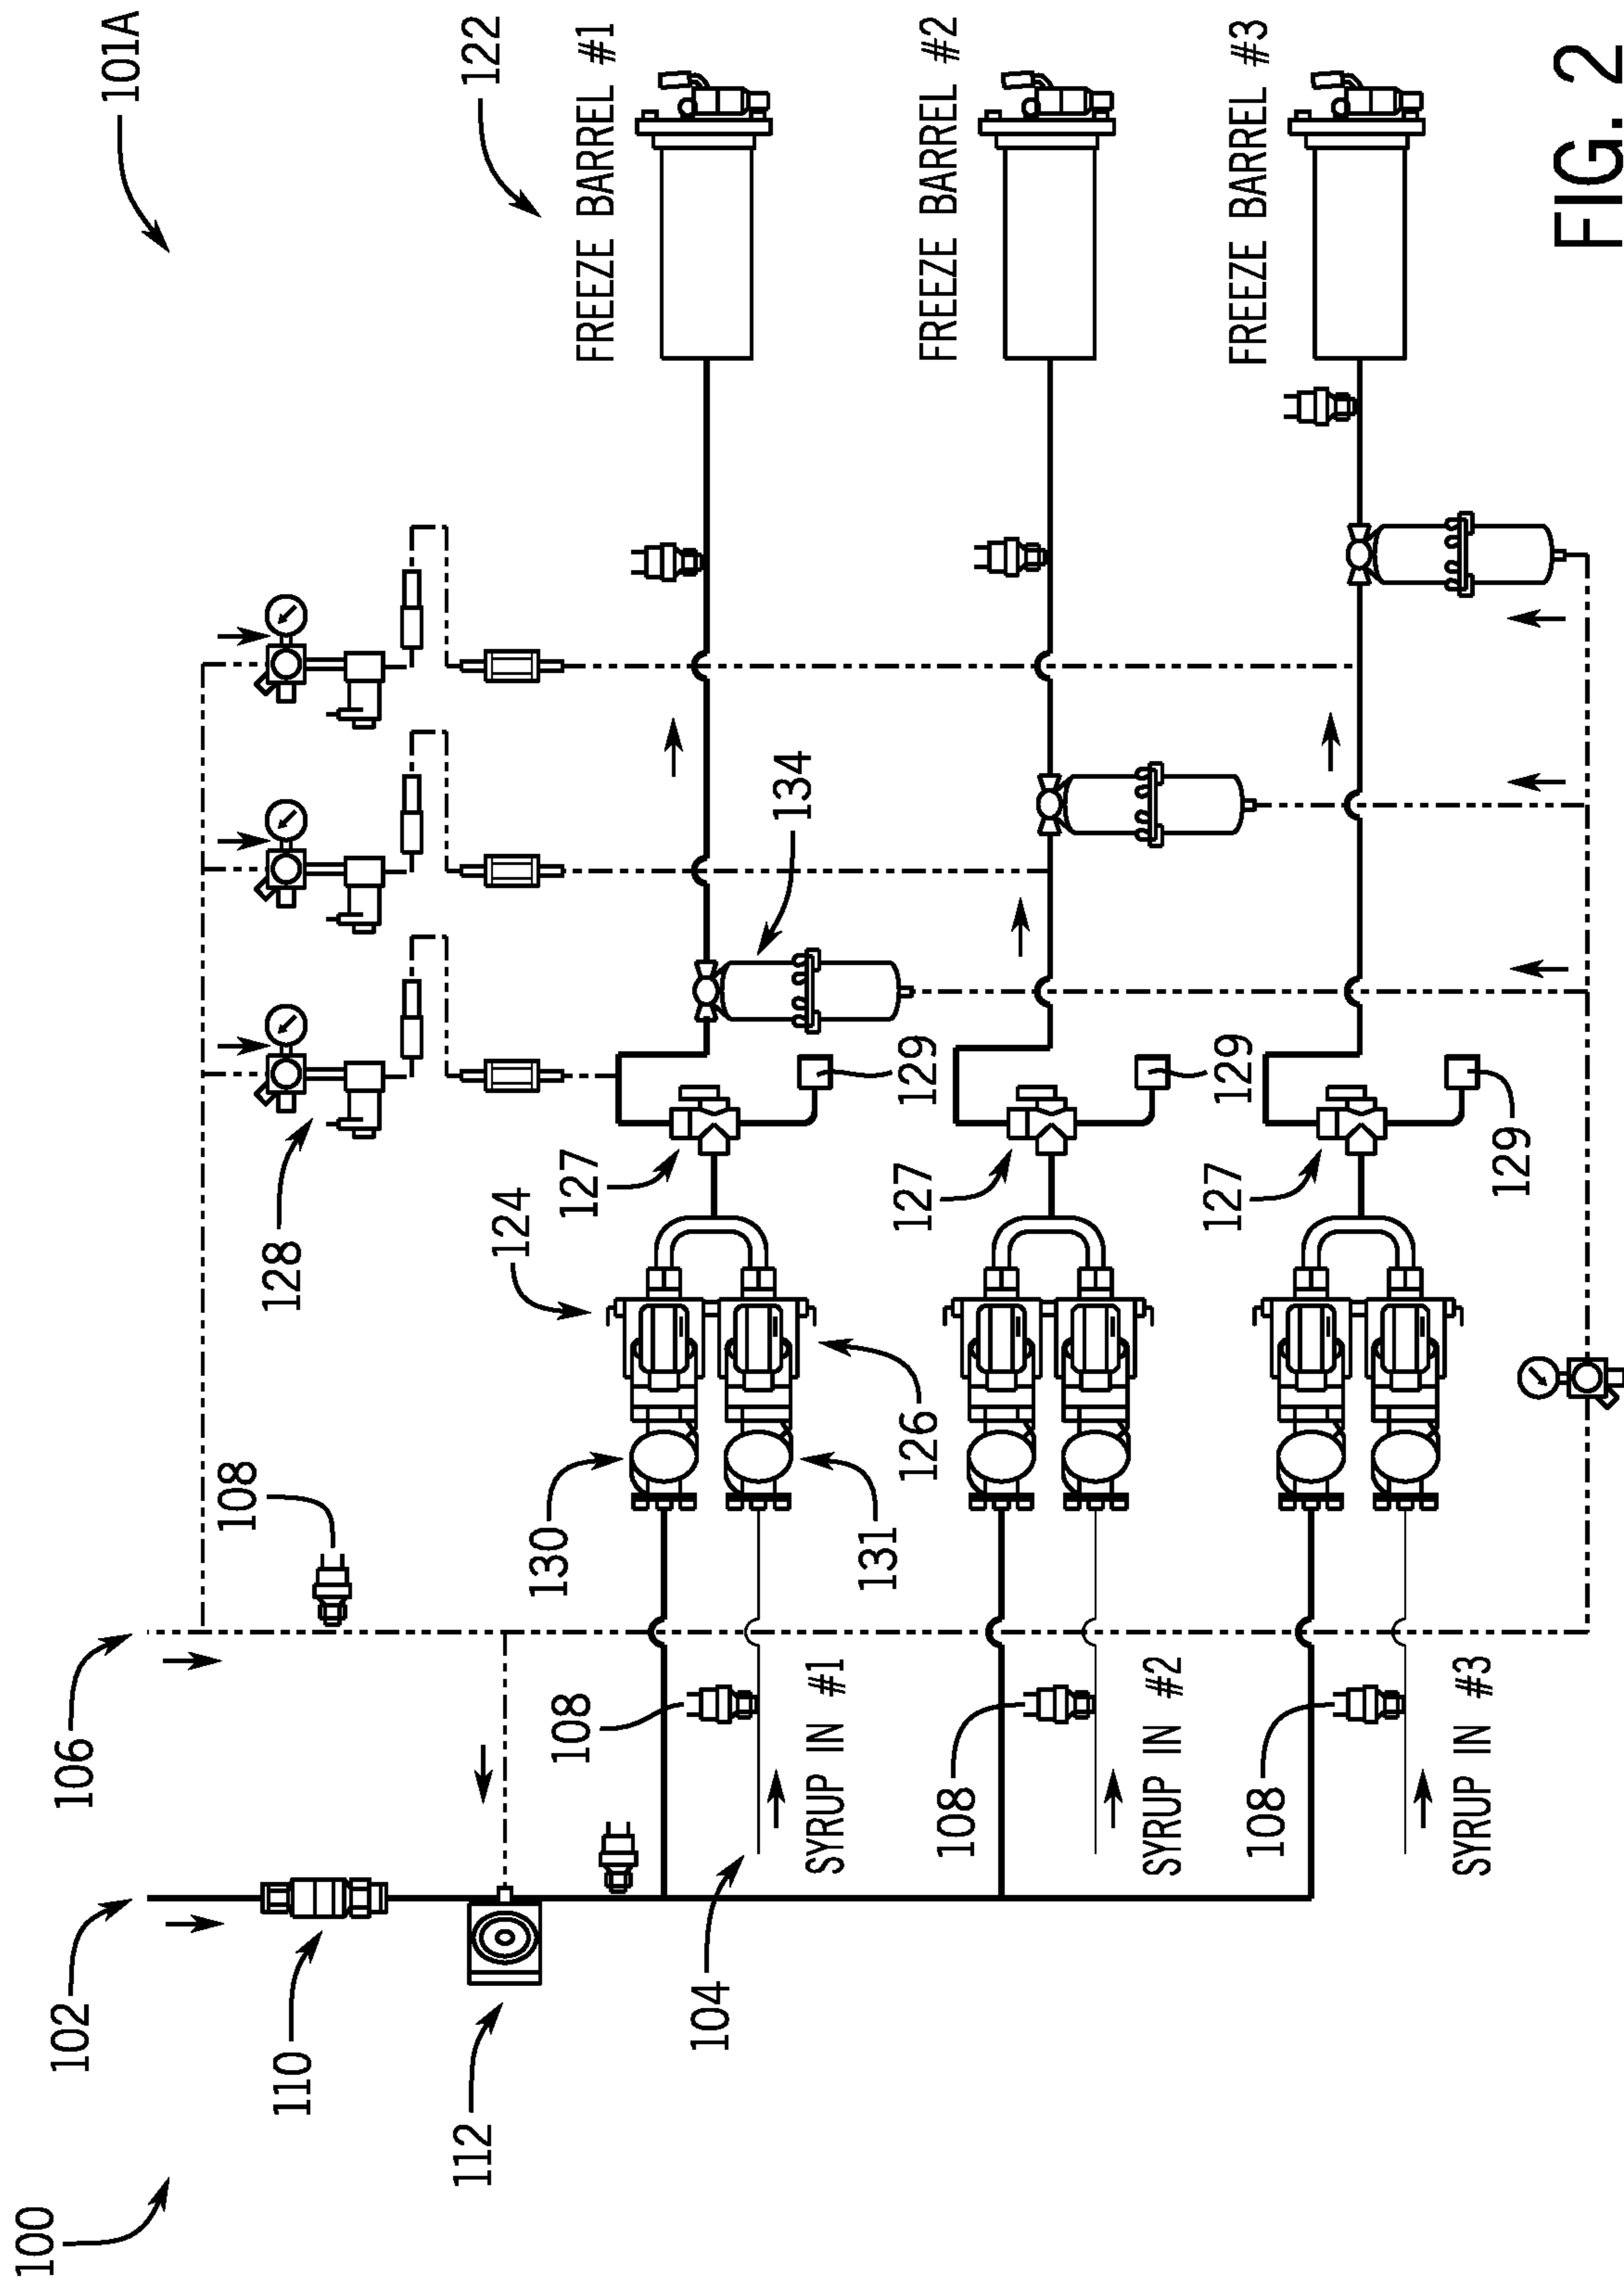 100
101A
102
106
110
108
128
112
122
FREEZE BARREL #1
124
130
127
108
134
104
SYRUP IN #1
131
126
129
FREEZE BARREL #2
127
108
SYRUP IN #2
129
FREEZE BARREL #3
127
108
SYRUP IN #3
129
FIG. 2